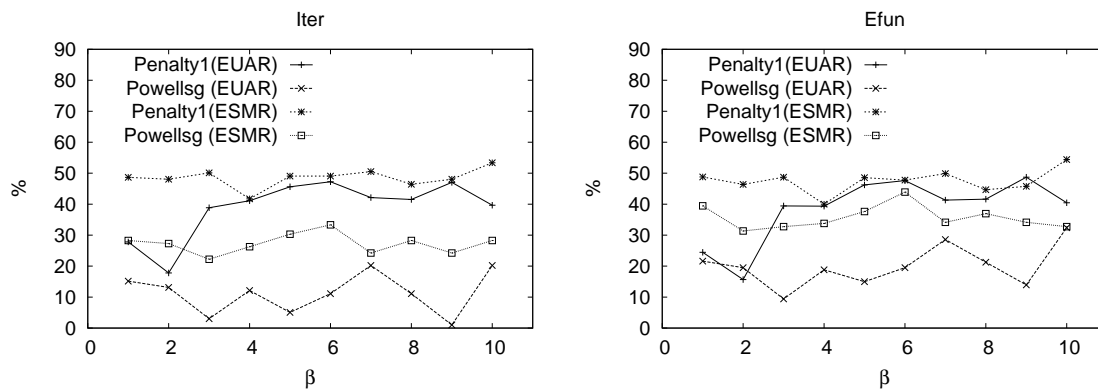 Iter
90
80
70
60
50
40
30
20
10
0
%
Penalty1(EUAR)
Powellsg (EUAR)
Penalty1(ESMR)
Powellsg (ESMR)
0 2 4 6 8 10
β
Efun
90
80
70
60
50
40
30
20
10
0
%
Penalty1(EUAR)
Powellsg (EUAR)
Penalty1(ESMR)
Powellsg (ESMR)
0 2 4 6 8 10
β